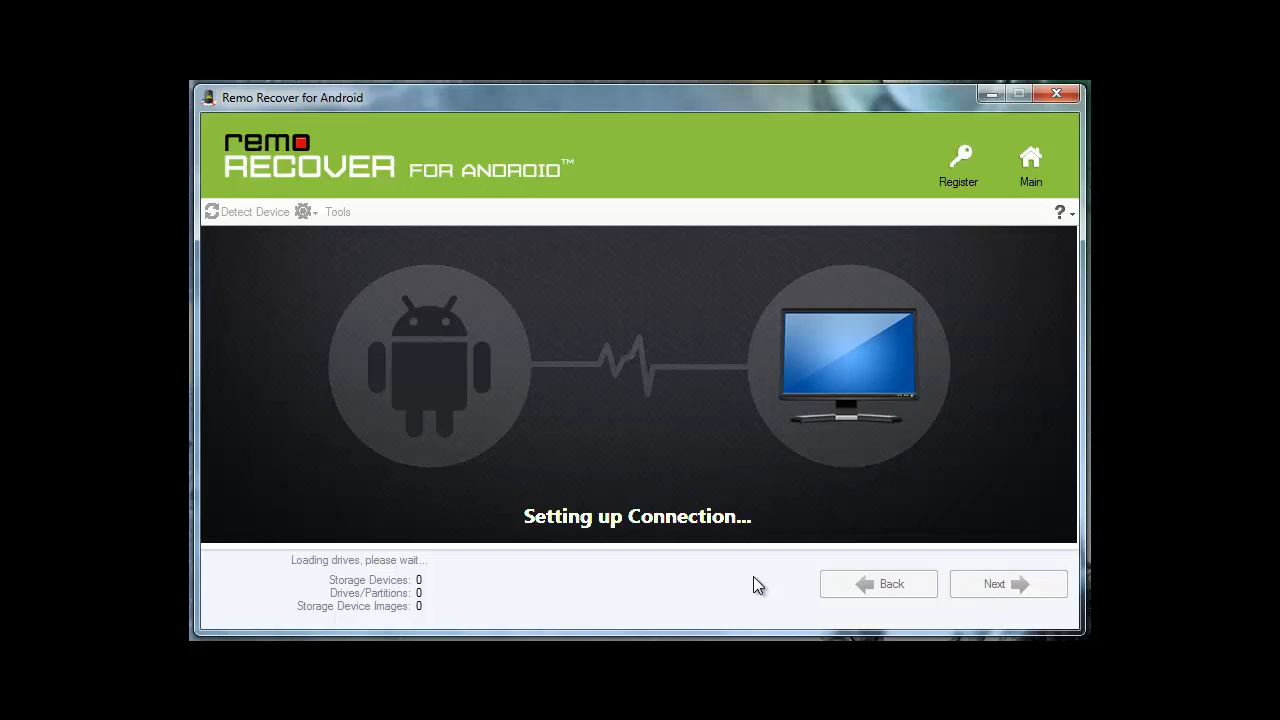 Remo Recover for Android
remo
RECOVER FOR ANDROID™
Register Main
Detect Device Tools ?
Setting up Connection...
Loading drives, please wait...
Storage Devices: 0
Drives/Partitions: 0
Storage Device Images: 0
Back Next